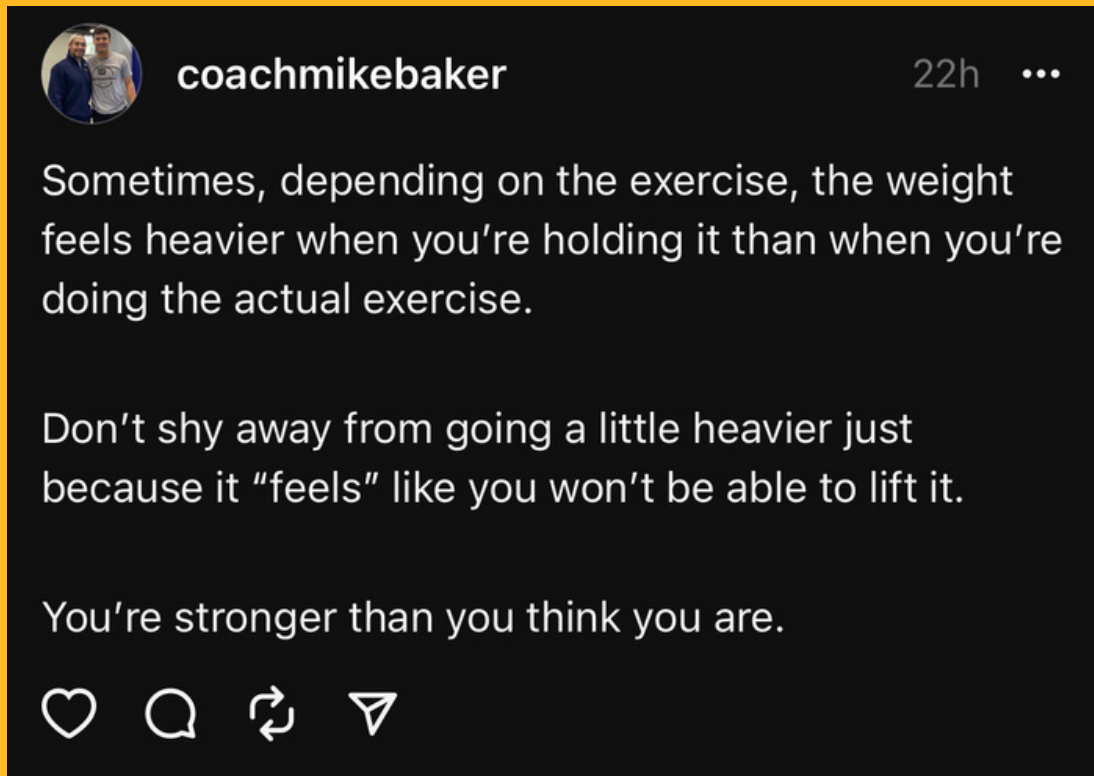 coachmikebaker 22h
Sometimes, depending on the exercise, the weight
feels heavier when you’re holding it than when you’re
doing the actual exercise.
Don’t shy away from going a little heavier just
because it “feels” like you won’t be able to lift it.
You’re stronger than you think you are.